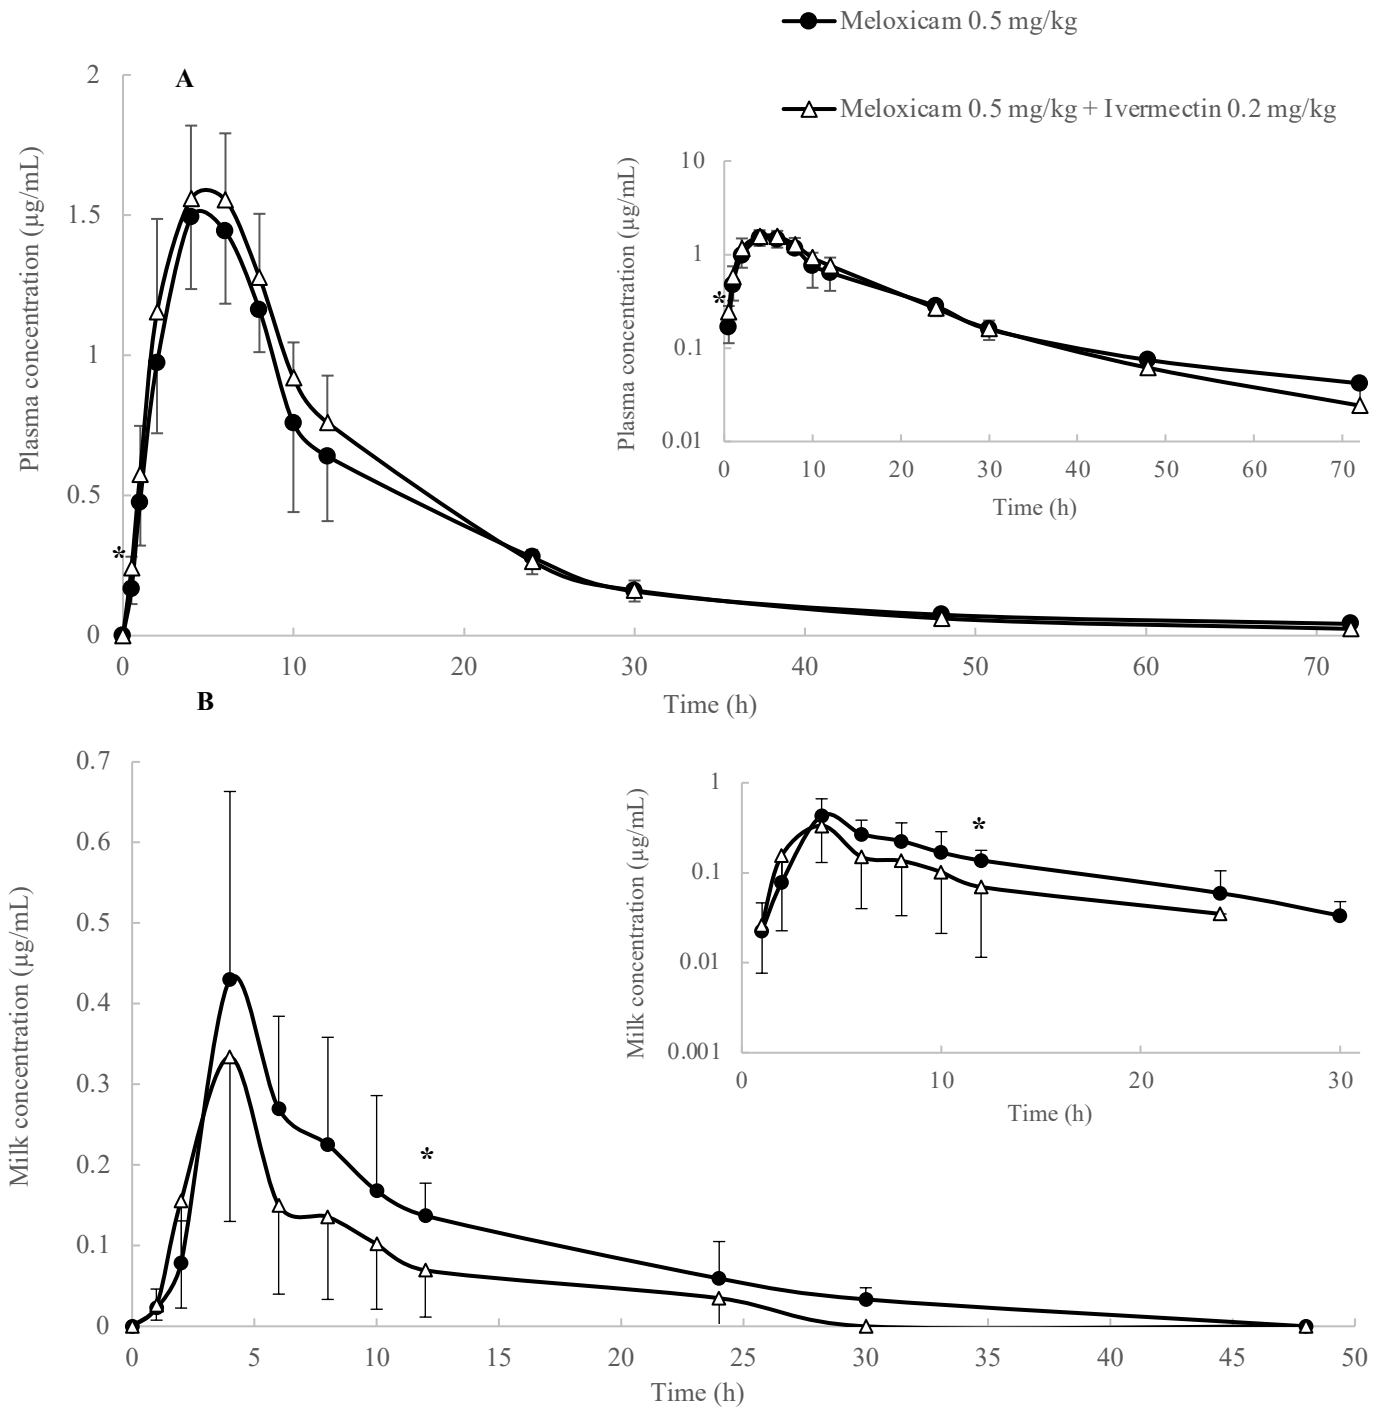 Meloxicam 0.5 mg/kg
Meloxicam 0.5 mg/kg + Ivermectin 0.2 mg/kg
A
Plasma concentration (µg/mL)
2
1.5
1
0.5
0
*
0 10 20 30 40 50 60 70
Time (h)
Plasma concentration (µg/mL)
10
1
0.1
0.01
*
0 10 20 30 40 50 60 70
Time (h)
B
Milk concentration (µg/mL)
0.7
0.6
0.5
0.4
0.3
0.2
0.1
0
*
0 5 10 15 20 25 30 35 40 45 50
Time (h)
Milk concentration (µg/mL)
1
0.1
0.01
0.001
*
0 10 20 30
Time (h)